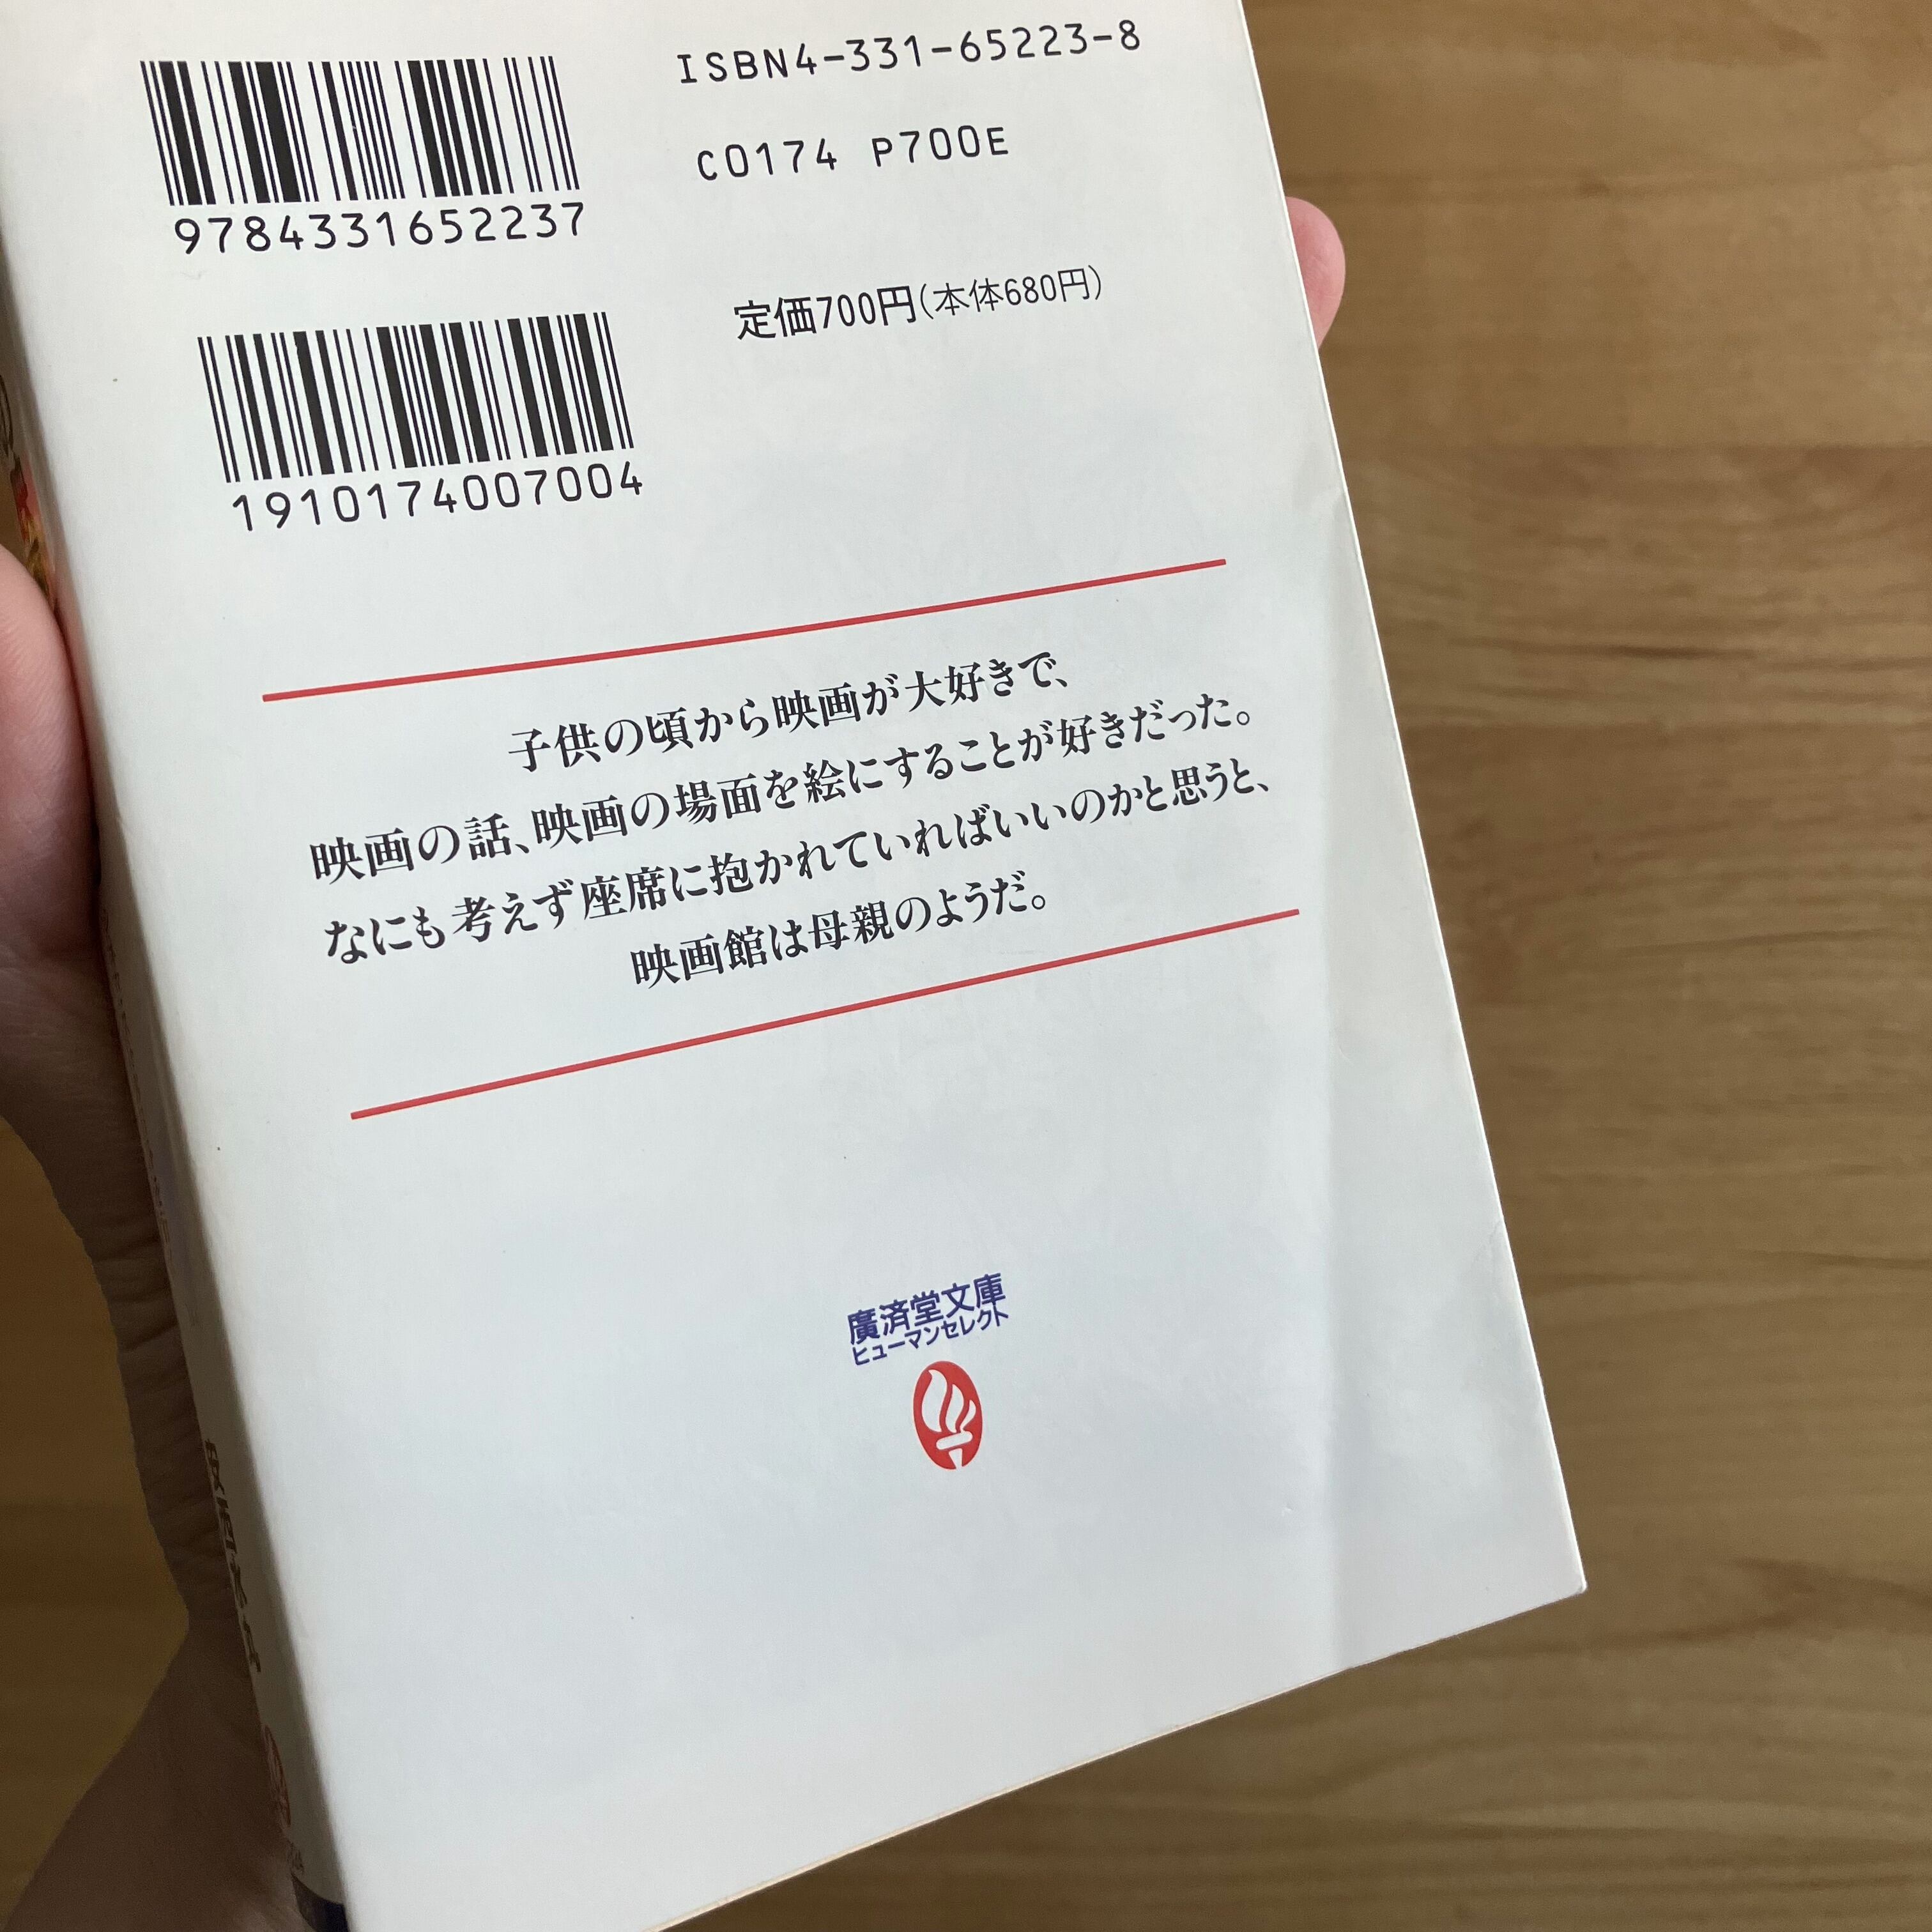 ISBN4-331-65223-8
C0174 P700E
9784331652237
定価700円(本体680円)
1910174007004
子供の頃から映画が大好きで、
映画の話、映画の場面を絵にすることが好きだった。
なにも考えず座席に抱かれていればいいのかと思うと、
映画館は母親のようだ。
廣済堂文庫
ヒューマンセレクト